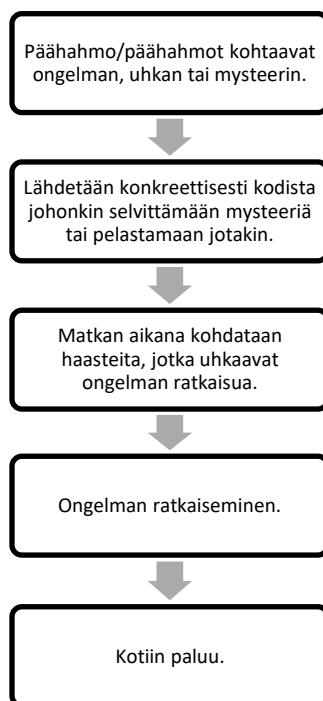 Päähahmo/päähahmot kohtaavat
ongelman, uhkan tai mysteerin.
Lähdetään konkreettisesti kodista
johonkin selvittämään mysteeriä
tai pelastamaan jotakin.
Matkan aikana kohdataan
haasteita, jotka uhkaavat
ongelman ratkaisua.
Ongelman ratkaiseminen.
Kotiin paluu.